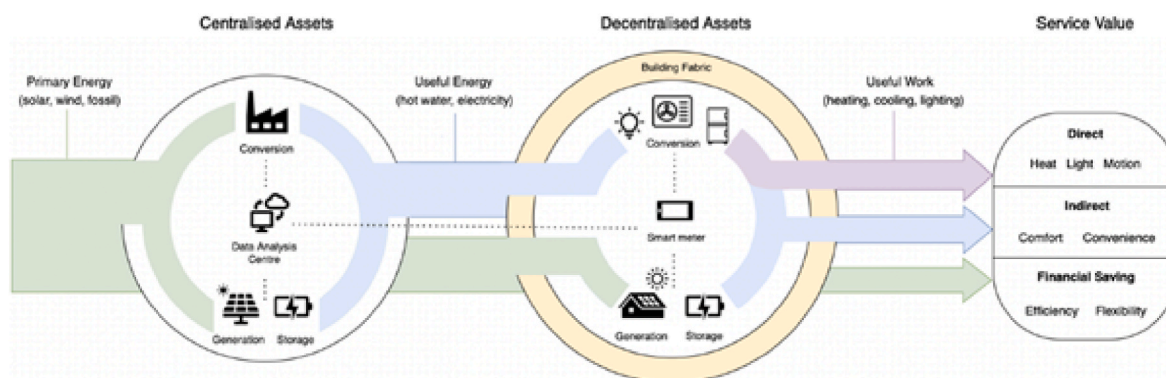 Centralised Assets
Decentralised Assets
Service Value
Primary Energy
(solar, wind, fossil)
Useful Energy
(hot water, electricity)
Building Fabric
Useful Work
(heating, cooling, lighting)
Conversion
Conversion
Direct
Heat Light Motion
Data Analysis
Centre
Smart meter
Indirect
Comfort Convenience
Generation Storage
Generation Storage
Financial Saving
Efficiency Flexibility